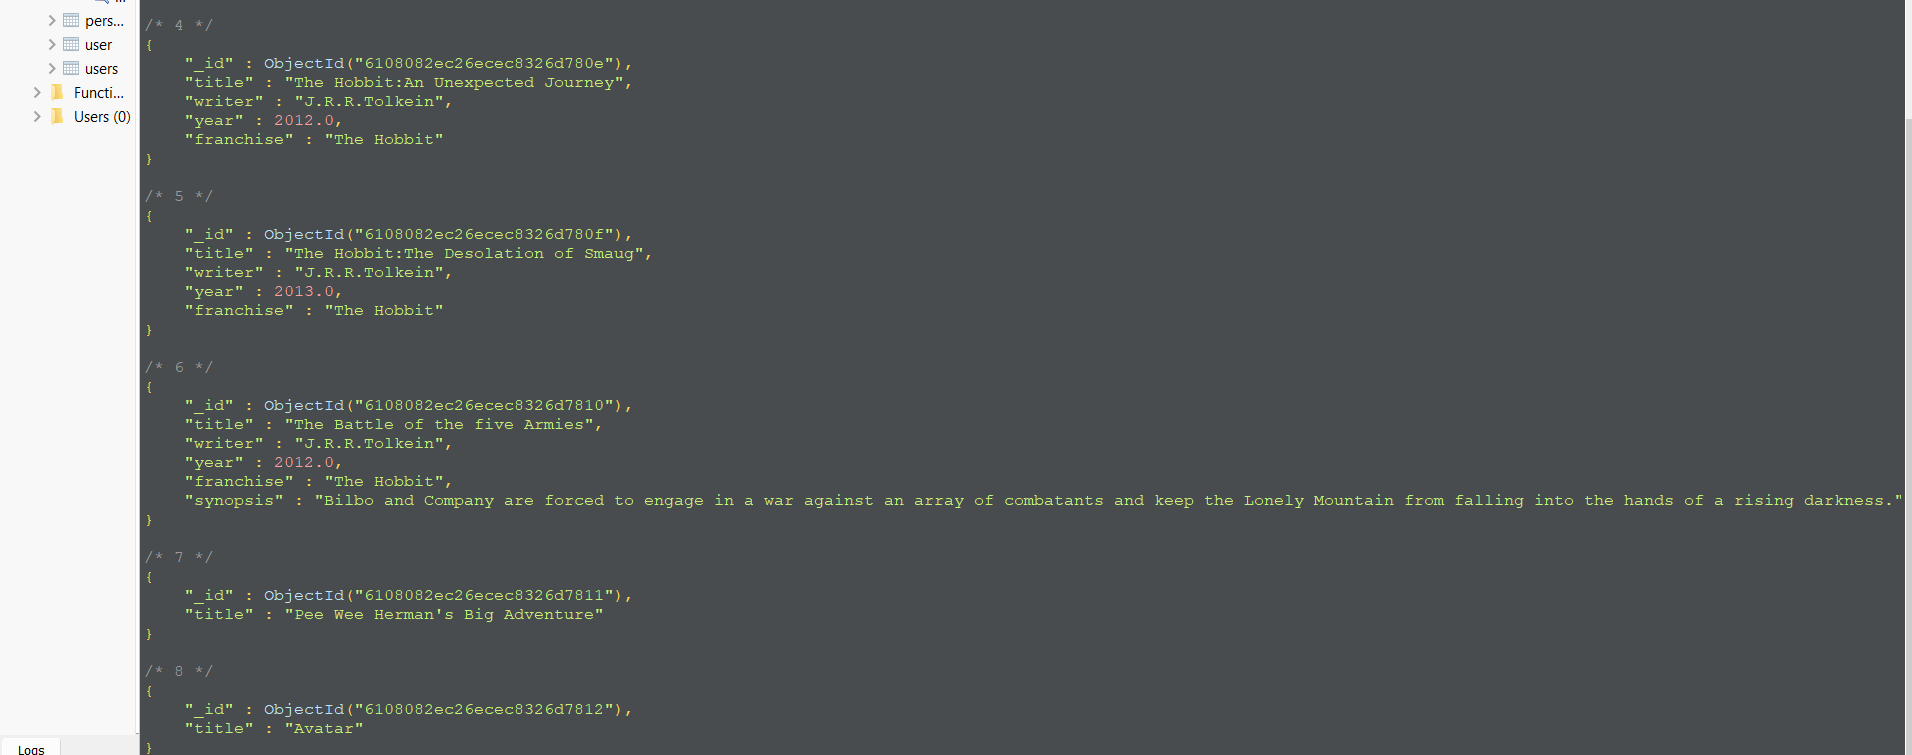 pers...
user
users
Functi...
Users (0)
Logs
/* 4 */
{
"_id" : ObjectId("6108082ec26ecec8326d780e"),
"title" : "The Hobbit:An Unexpected Journey",
"writer" : "J.R.R.Tolkein",
"year" : 2012.0,
"franchise" : "The Hobbit"
}
/* 5 */
{
"_id" : ObjectId("6108082ec26ecec8326d780f"),
"title" : "The Hobbit:The Desolation of Smaug",
"writer" : "J.R.R.Tolkein",
"year" : 2013.0,
"franchise" : "The Hobbit"
}
/* 6 */
{
"_id" : ObjectId("6108082ec26ecec8326d7810"),
"title" : "The Battle of the five Armies",
"writer" : "J.R.R.Tolkein",
"year" : 2012.0,
"franchise" : "The Hobbit",
"synopsis" : "Bilbo and Company are forced to engage in a war against an array of combatants and keep the Lonely Mountain from falling into the hands of a rising darkness."
}
/* 7 */
{
"_id" : ObjectId("6108082ec26ecec8326d7811"),
"title" : "Pee Wee Herman's Big Adventure"
}
/* 8 */
{
"_id" : ObjectId("6108082ec26ecec8326d7812"),
"title" : "Avatar"
}